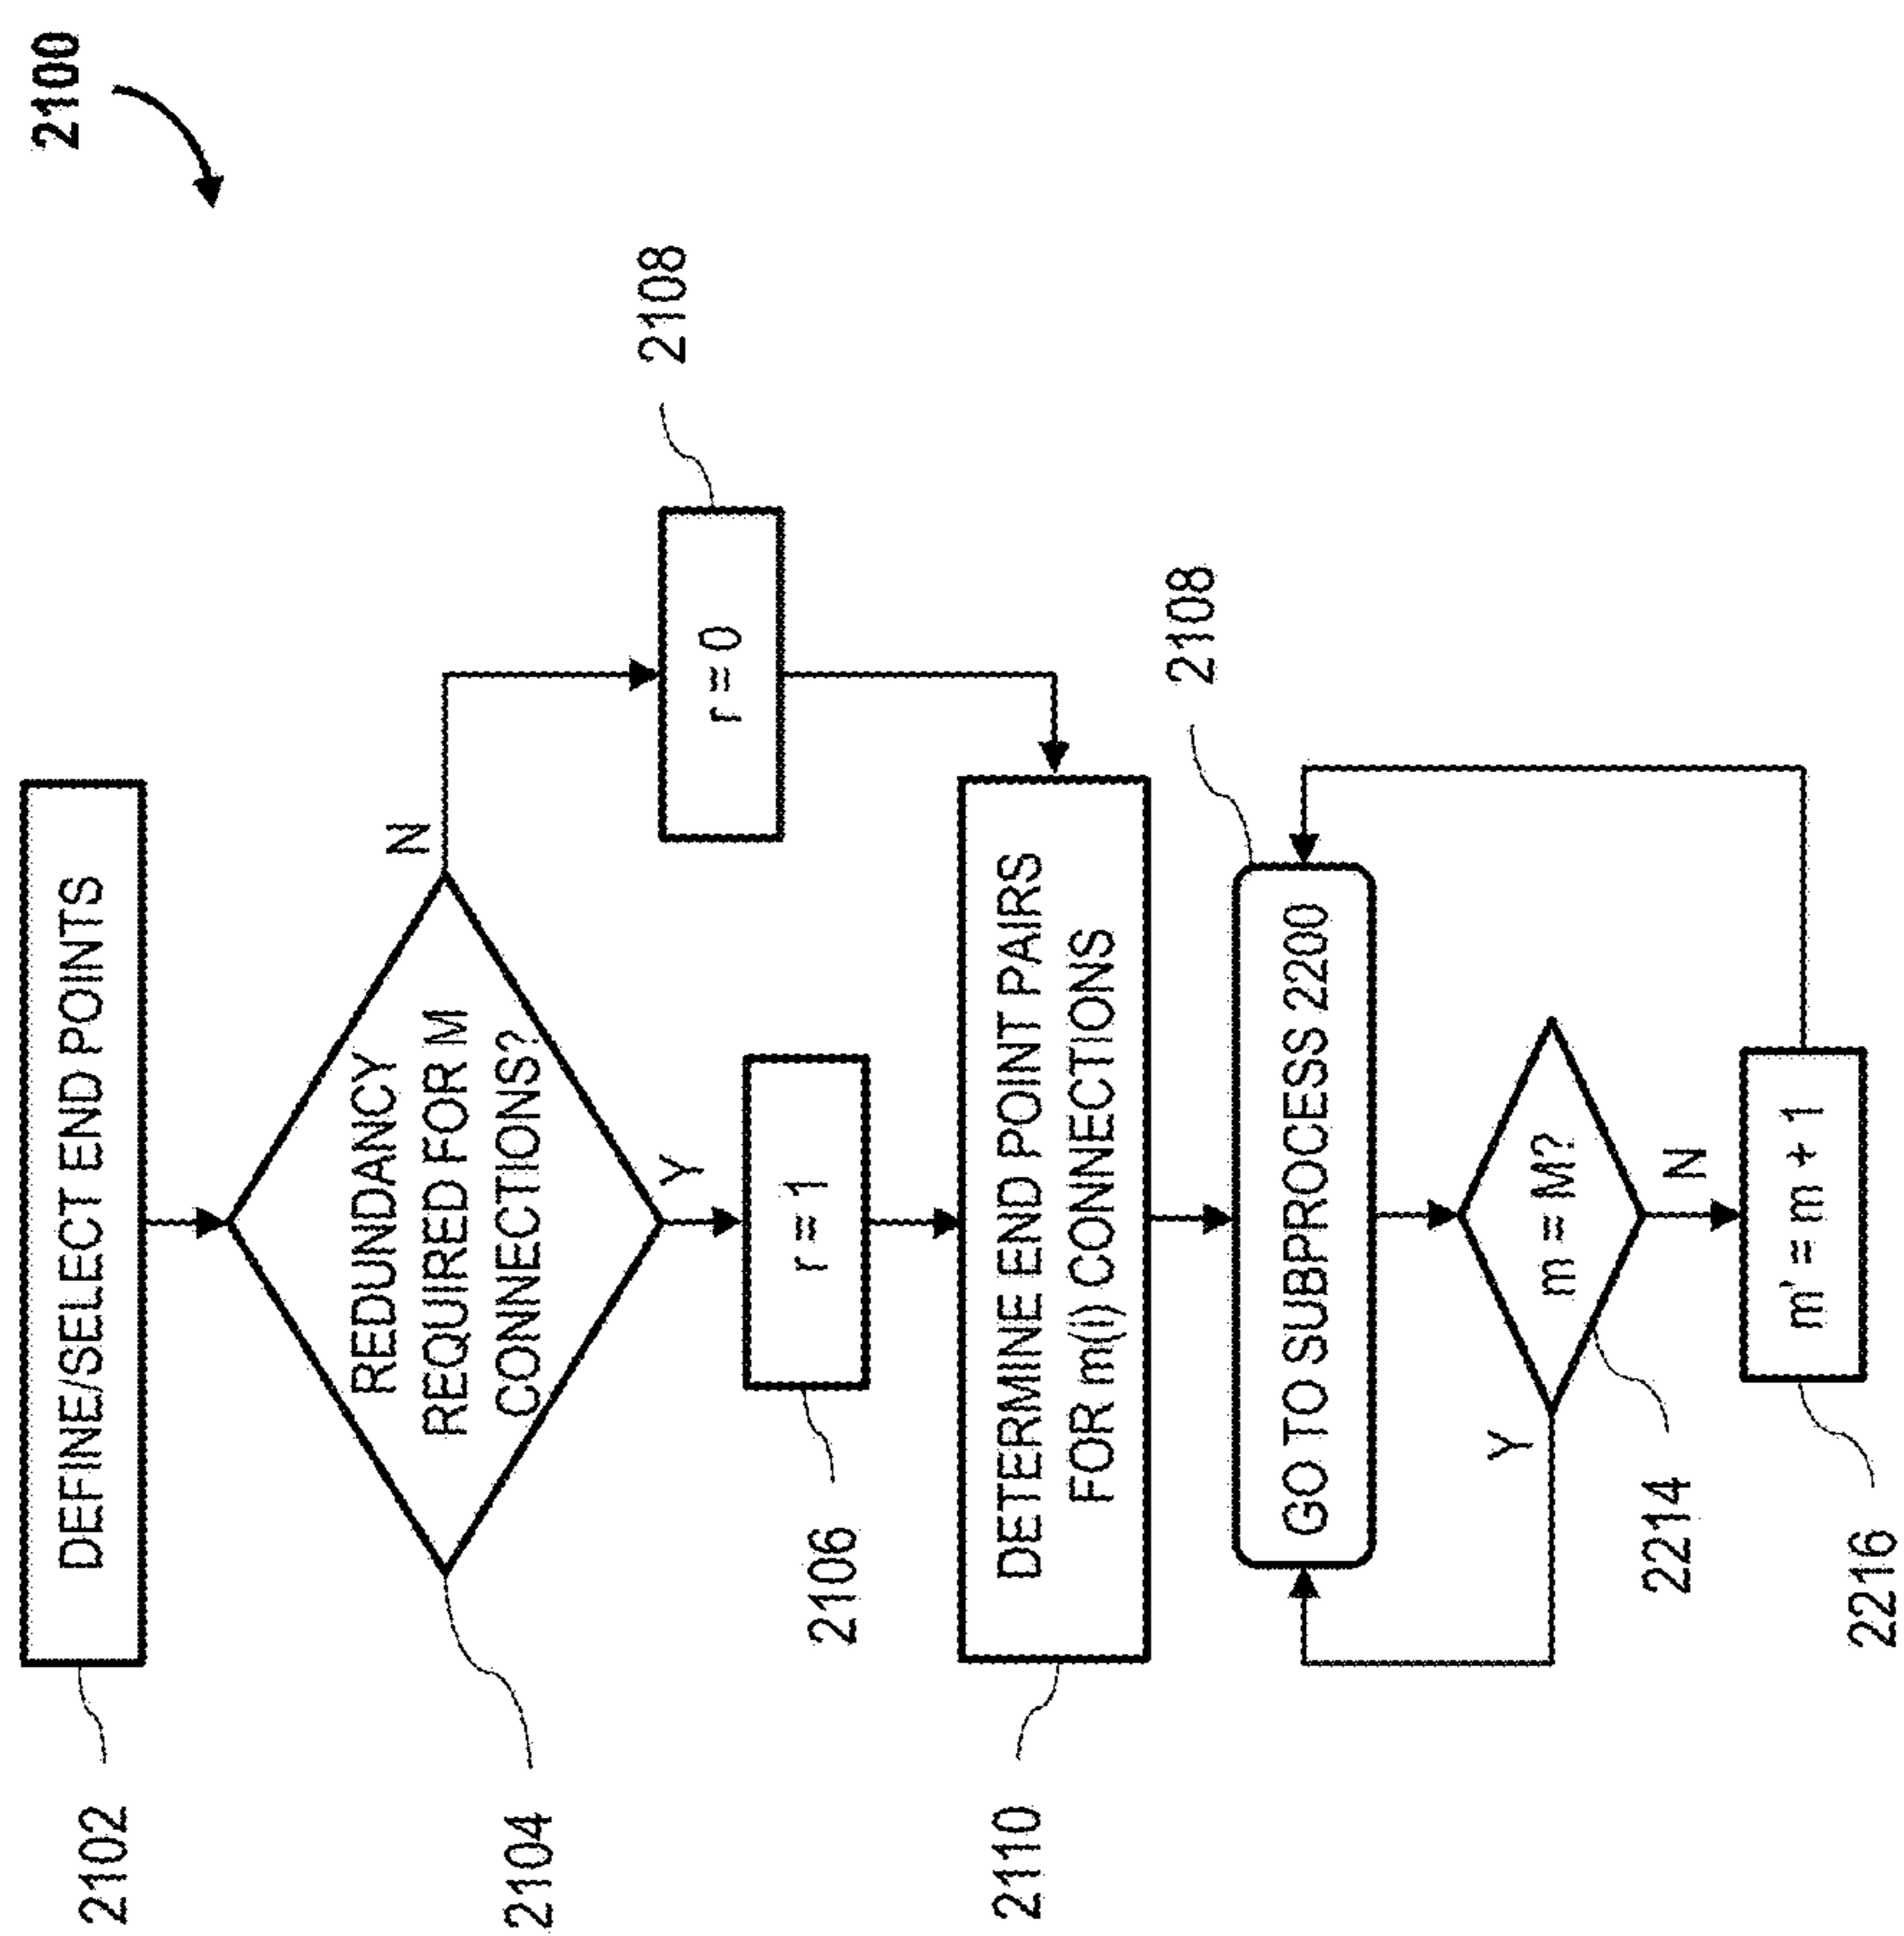 2100
2102
DEFINE/SELECT END POINTS
2104
REDUNDANCY
REQUIRED FOR M
CONNECTIONS?
N
Y
2106
r = 1
2108
r = 0
2110
DETERMINE END POINT PAIRS
FOR m(i) CONNECTIONS
2108
GO TO SUBPROCESS 2200
Y
m = M?
2214
N
m' = m + 1
2216